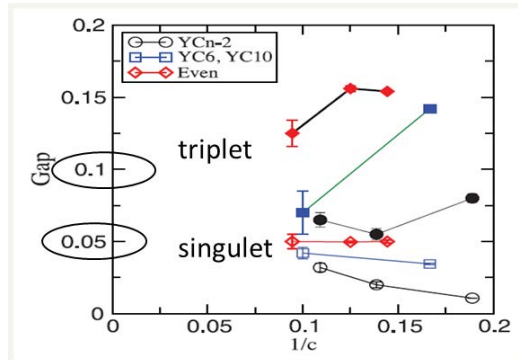 0.2
YCn-2
YC6, YC10
Even
0.15
triplet
Gap
0.1
0.05
singulet
0
0
0.05
0.1
0.15
0.2
1/c